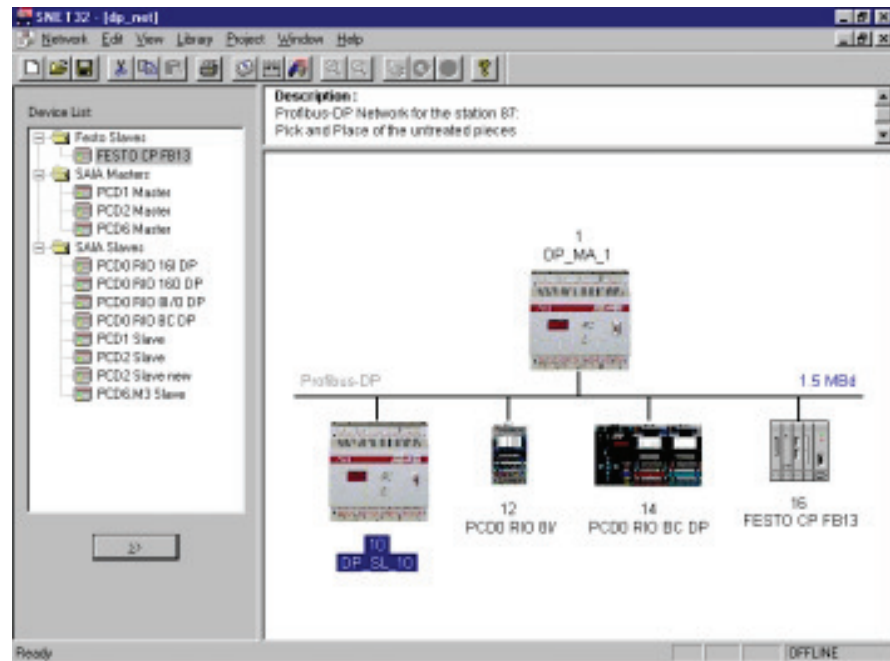 SNET 32 - [dp_net]
Network Edit View Library Project Window Help
Description :
Profibus-DP Network for the station 87:
Pick and Place of the untreated pieces
Device List
Festo Slaves
FESTO CP FB13
SAIA Masters
PCD1 Master
PCD2 Master
PCD6 Master
SAIA Slaves
PCD0 RIO 16I DP
PCD0 RIO 16O DP
PCD0 RIO 8I/O DP
PCD0 RIO 8C DP
PCD1 Slave
PCD2 Slave
PCD2 Slave new
PCD6.M3 Slave
>>
1
DP_MA_1
Profibus-DP
1.5 MBd
10
DP_SL_10
12
PCD0 RIO 8I/
14
PCD0 RIO BC DP
16
FESTO CP FB13
Ready
OFFLINE